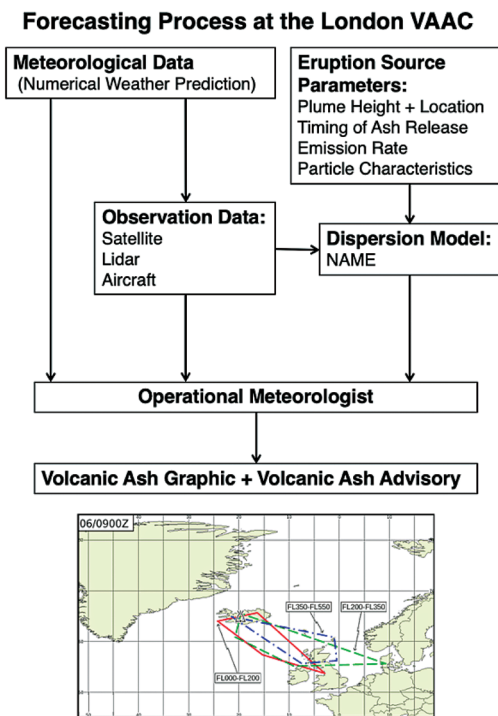 Forecasting Process at the London VAAC
Meteorological Data
(Numerical Weather Prediction)
Eruption Source
Parameters:
Plume Height + Location
Timing of Ash Release
Emission Rate
Particle Characteristics
Observation Data:
Satellite
Lidar
Aircraft
Dispersion Model:
NAME
Operational Meteorologist
Volcanic Ash Graphic + Volcanic Ash Advisory
06/0900Z
FL350-FL550
FL200-FL350
FL000-FL200